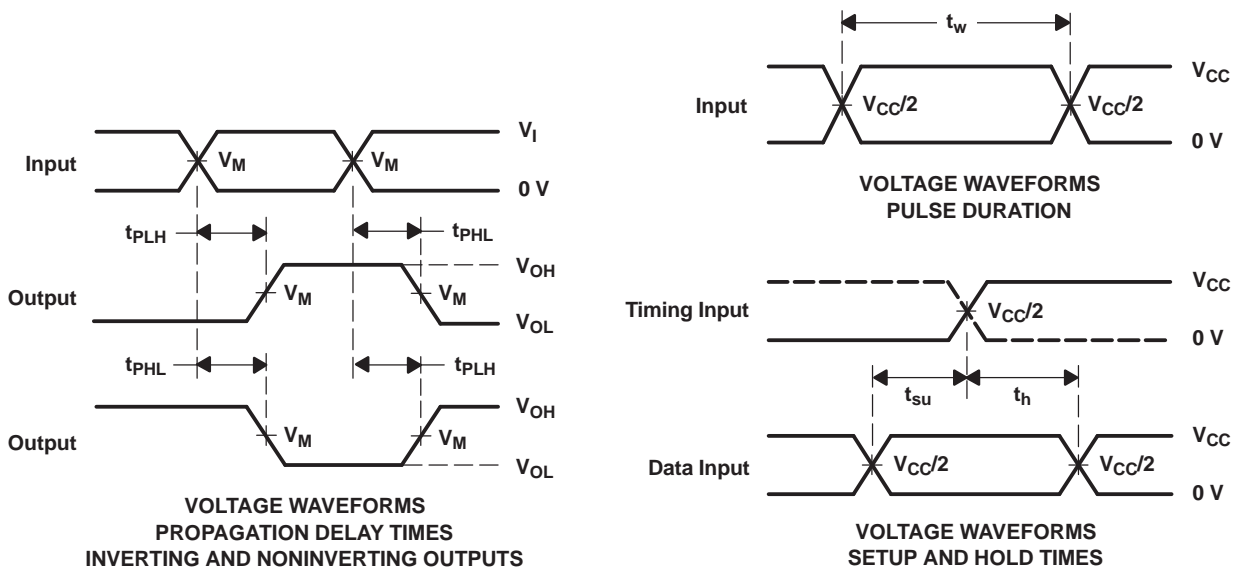 Input
V_M
V_M
V_I
0 V
t_PLH
t_PHL
Output
V_M
V_M
V_OH
V_OL
t_PHL
t_PLH
Output
V_M
V_M
V_OH
V_OL
VOLTAGE WAVEFORMS
PROPAGATION DELAY TIMES
INVERTING AND NONINVERTING OUTPUTS
t_w
Input
V_CC/2
V_CC/2
V_CC
0 V
VOLTAGE WAVEFORMS
PULSE DURATION
Timing Input
V_CC/2
V_CC
0 V
t_su
t_h
Data Input
V_CC/2
V_CC/2
V_CC
0 V
VOLTAGE WAVEFORMS
SETUP AND HOLD TIMES